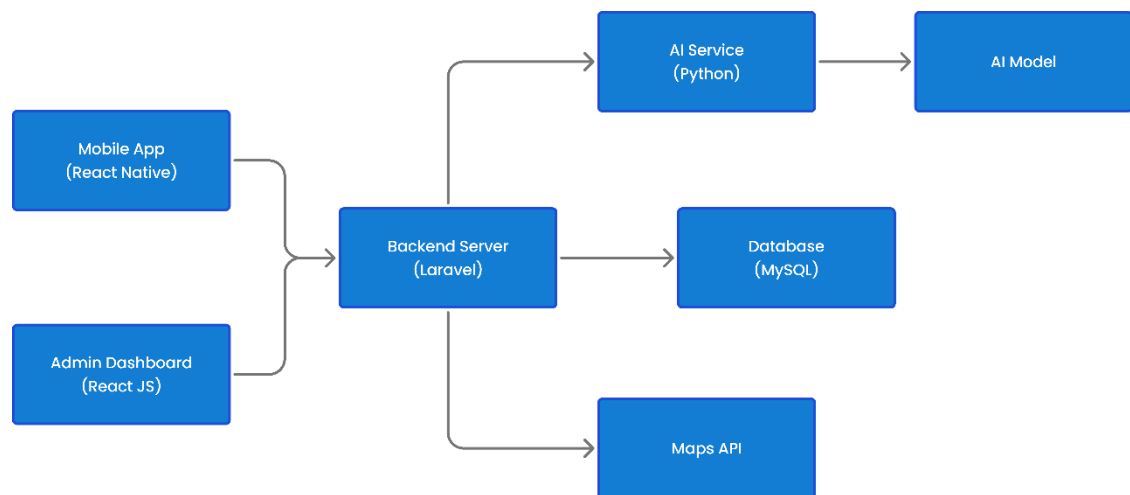 AI Service
(Python)
AI Model
Mobile App
(React Native)
Backend Server
(Laravel)
Database
(MySQL)
Admin Dashboard
(React JS)
Maps API